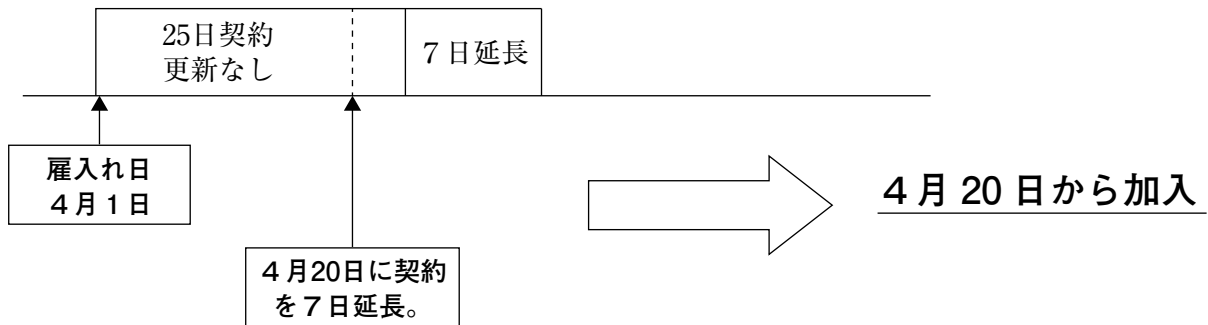 25日契約
更新なし
７日延長
雇入れ日
４月１日
４月20日に契約
を７日延長。
４月 20 日から加入